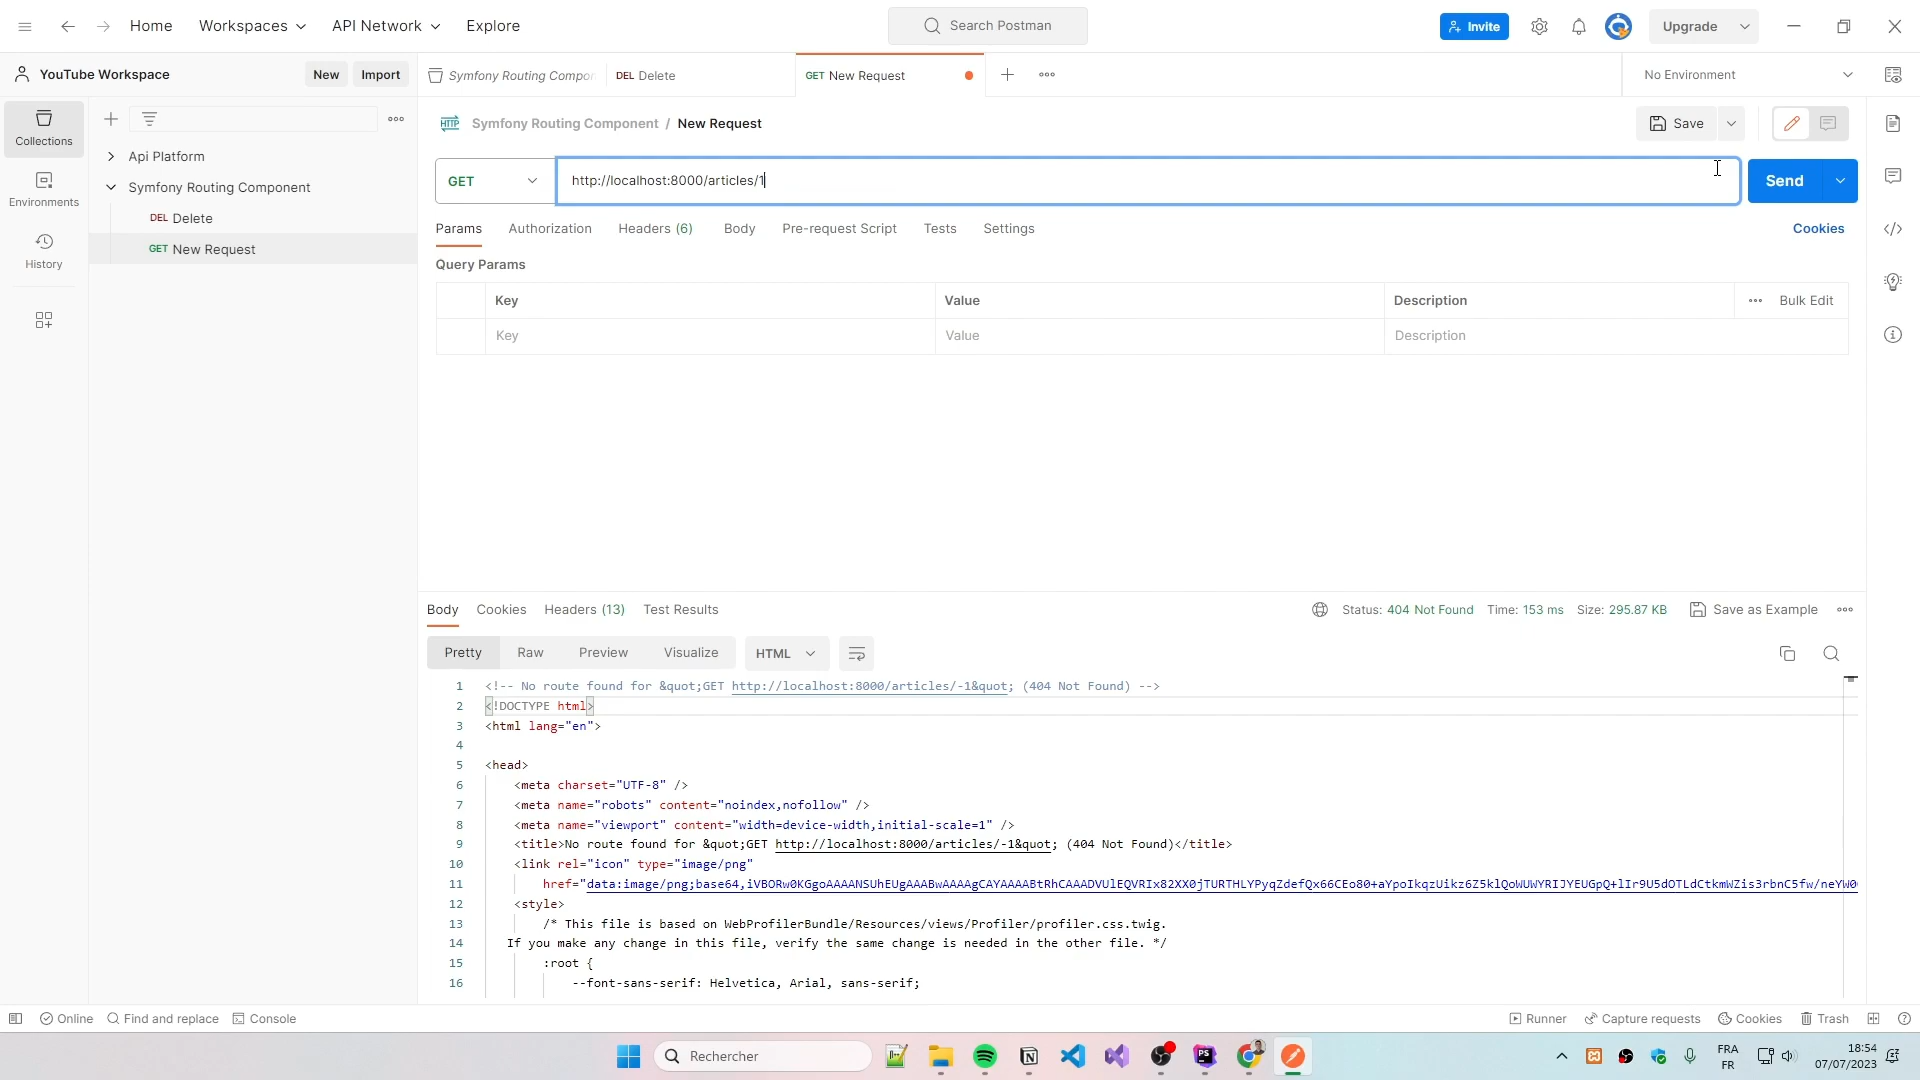 Home Workspaces API Network Explore Search Postman Invite Upgrade
YouTube Workspace New Import Symfony Routing Compor DEL Delete GET New Request No Environment
Collections
Environments
History
Api Platform
Symfony Routing Component
DEL Delete
GET New Request
HTTP Symfony Routing Component / New Request Save
GET http://localhost:8000/articles/1 Send
Params Authorization Headers (6) Body Pre-request Script Tests Settings Cookies
Query Params
Key Value Description Bulk Edit
Key Value Description
Body Cookies Headers (13) Test Results Status: 404 Not Found Time: 153 ms Size: 295.87 KB Save as Example
Pretty Raw Preview Visualize HTML
1 <!-- No route found for &quot;GET http://localhost:8000/articles/-1&quot; (404 Not Found) -->
2 <!DOCTYPE html>
3 <html lang="en">
4
5 <head>
6 <meta charset="UTF-8" />
7 <meta name="robots" content="noindex,nofollow" />
8 <meta name="viewport" content="width=device-width,initial-scale=1" />
9 <title>No route found for &quot;GET http://localhost:8000/articles/-1&quot; (404 Not Found)</title>
10 <link rel="icon" type="image/png"
11 href="data:image/png;base64,iVBORw0KGgoAAAANSUhEUgAAABwAAAAgCAYAAAABtRhCAAADVUlEQVRIx82XX0jTURTHLYPyqZdefQx66CEo80+aYpoIkqzUikz6Z5klQoWUWYRIJYEUGpQ+lIr9U5dOTLdCtkmWZis3rbnC5fw/neYW0
12 <style>
13 /* This file is based on WebProfilerBundle/Resources/views/Profiler/profiler.css.twig.
14 If you make any change in this file, verify the same change is needed in the other file. */
15 :root {
16 --font-sans-serif: Helvetica, Arial, sans-serif;
Online Find and replace Console Runner Capture requests Cookies Trash
Rechercher
FRA
FR
18:54
07/07/2023